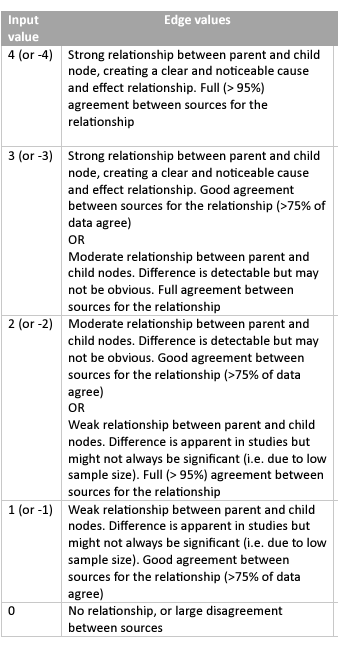 Input value
Edge values
4 (or -4)
Strong relationship between parent and child
node, creating a clear and noticeable cause
and effect relationship. Full (> 95%)
agreement between sources for the
relationship
3 (or -3)
Strong relationship between parent and child
node, creating a clear and noticeable cause
and effect relationship. Good agreement
between sources for the relationship (>75% of
data agree)
OR
Moderate relationship between parent and
child nodes. Difference is detectable but may
not be obvious. Full agreement between
sources for the relationship
2 (or -2)
Moderate relationship between parent and
child nodes. Difference is detectable but may
not be obvious. Good agreement between
sources for the relationship (>75% of data
agree)
OR
Weak relationship between parent and child
nodes. Difference is apparent in studies but
might not always be significant (i.e. due to low
sample size). Full (> 95%) agreement between
sources for the relationship
1 (or -1)
Weak relationship between parent and child
nodes. Difference is apparent in studies but
might not always be significant (i.e. due to low
sample size). Good agreement between
sources for the relationship (>75% of data
agree)
0
No relationship, or large disagreement
between sources